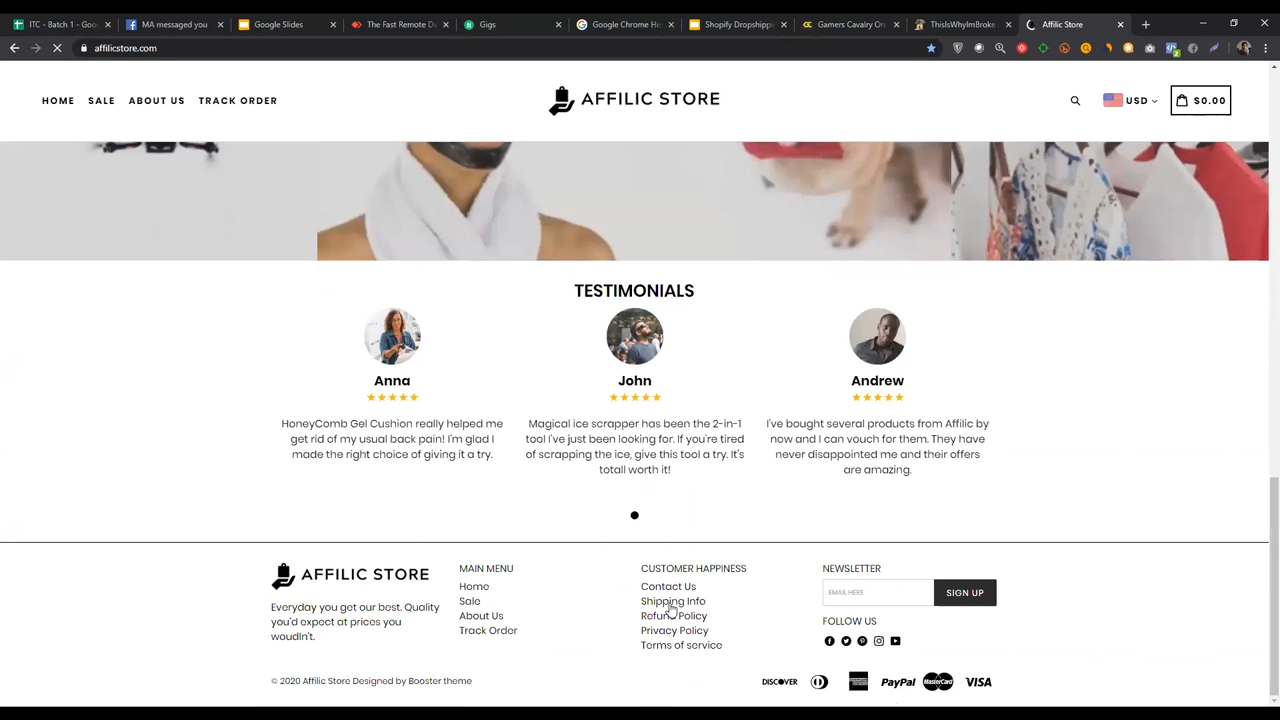 ITC - Batch 1 - Goo
MA messaged you
Google Slides
The Fast Remote D
Gigs
Google Chrome He
Shopify Dropshipp
Gamers Cavalry On
ThisIsWhyImBroke
Affilic Store
affilicstore.com
HOME SALE ABOUT US TRACK ORDER
AFFILIC STORE
USD
$0.00
TESTIMONIALS
Anna
HoneyComb Gel Cushion really helped me
get rid of my usual back pain! I'm glad I
made the right choice of giving it a try.
John
Magical ice scrapper has been the 2-in-1
tool I've just been looking for. If you're tired
of scrapping the ice, give this tool a try. It's
totall worth it!
Andrew
I've bought several products from Affilic by
now and I can vouch for them. They have
never disappointed me and their offers
are amazing.
AFFILIC STORE
Everyday you get our best. Quality
you'd expect at prices you
woudln't.
MAIN MENU
Home
Sale
About Us
Track Order
CUSTOMER HAPPINESS
Contact Us
Shipping Info
Refund Policy
Privacy Policy
Terms of service
NEWSLETTER
EMAIL HERE
SIGN UP
FOLLOW US
© 2020 Affilic Store Designed by Booster theme
DISCOVER
PayPal
MasterCard
VISA